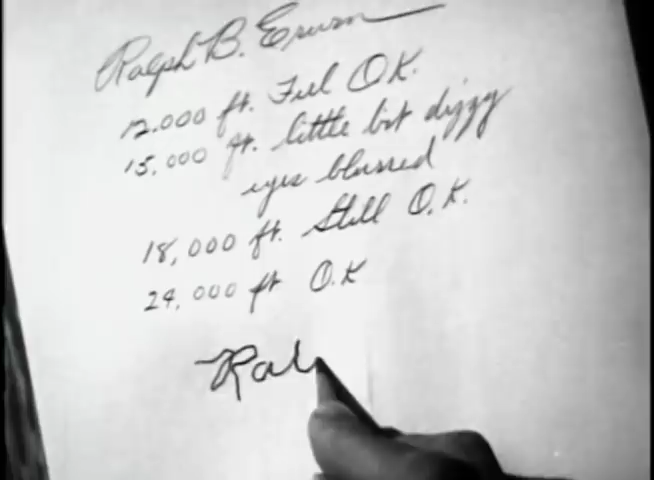 Ralph B.
12.000 ft. Feel OK.
15,000 ft. little bit dizzy
eyes blurred
18,000 ft. Still O.K.
24,000 ft O.K
Ral